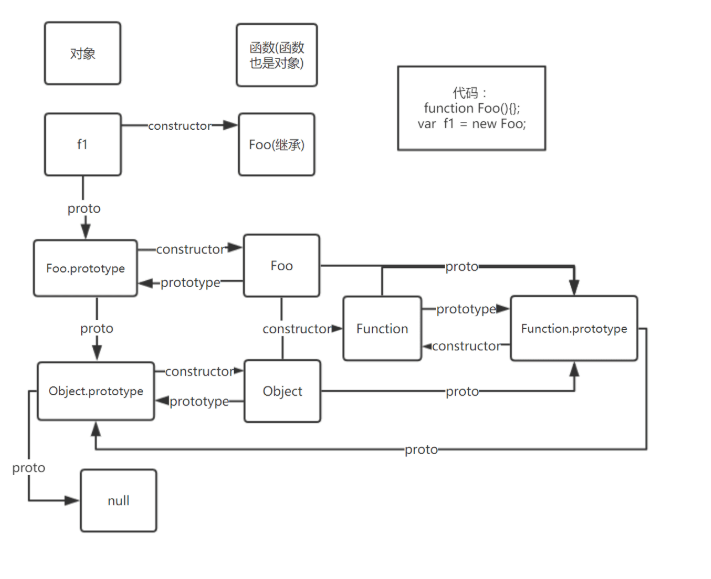 对象
函数(函数
也是对象)
代码：
function Foo(){};
var f1 = new Foo;
f1
constructor
Foo(继承)
proto
Foo.prototype
constructor
prototype
Foo
proto
proto
constructor
Function
prototype
constructor
Function.prototype
Object.prototype
constructor
prototype
Object
proto
proto
proto
null